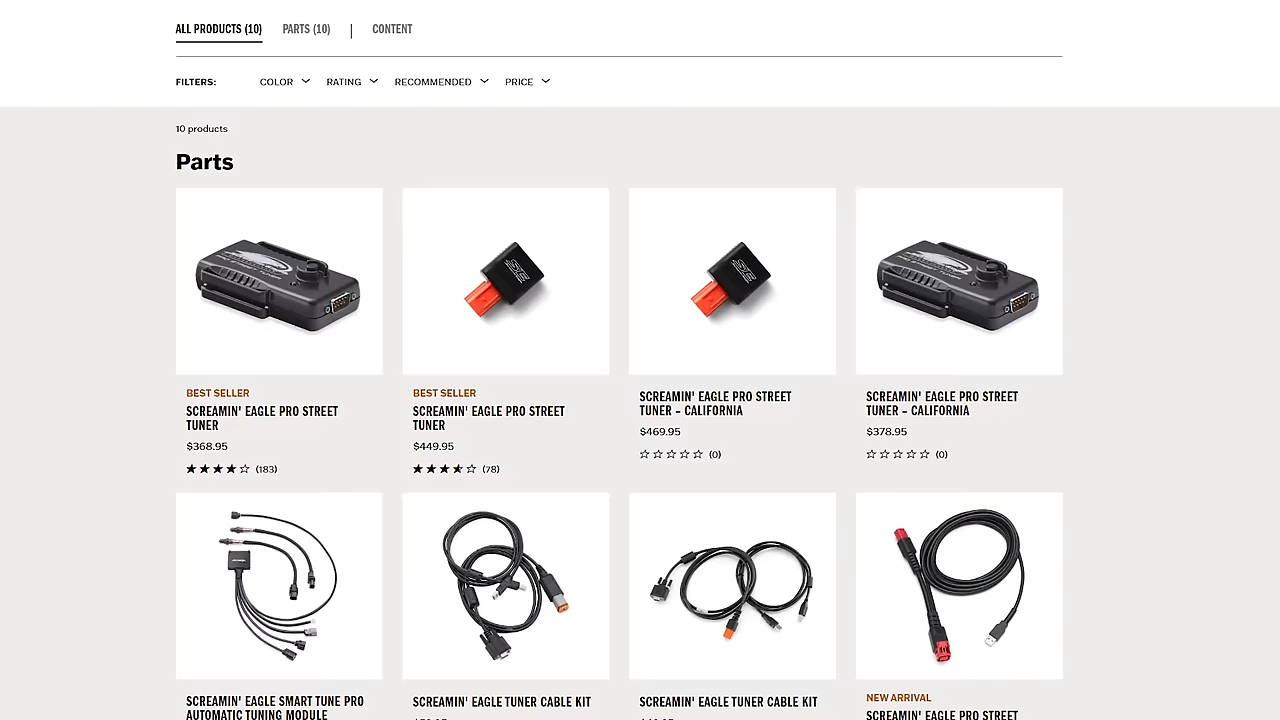 ALL PRODUCTS (10)
PARTS (10)
|
CONTENT
FILTERS:
COLOR
RATING
RECOMMENDED
PRICE
10 products
Parts
BEST SELLER
SCREAMIN' EAGLE PRO STREET
TUNER
$368.95
(183)
BEST SELLER
SCREAMIN' EAGLE PRO STREET
TUNER
$449.95
(78)
SCREAMIN' EAGLE PRO STREET
TUNER – CALIFORNIA
$469.95
(0)
SCREAMIN' EAGLE PRO STREET
TUNER – CALIFORNIA
$378.95
(0)
SCREAMIN' EAGLE SMART TUNE PRO
AUTOMATIC TUNING MODULE
SCREAMIN' EAGLE TUNER CABLE KIT
SCREAMIN' EAGLE TUNER CABLE KIT
NEW ARRIVAL
SCREAMIN' EAGLE PRO STREET